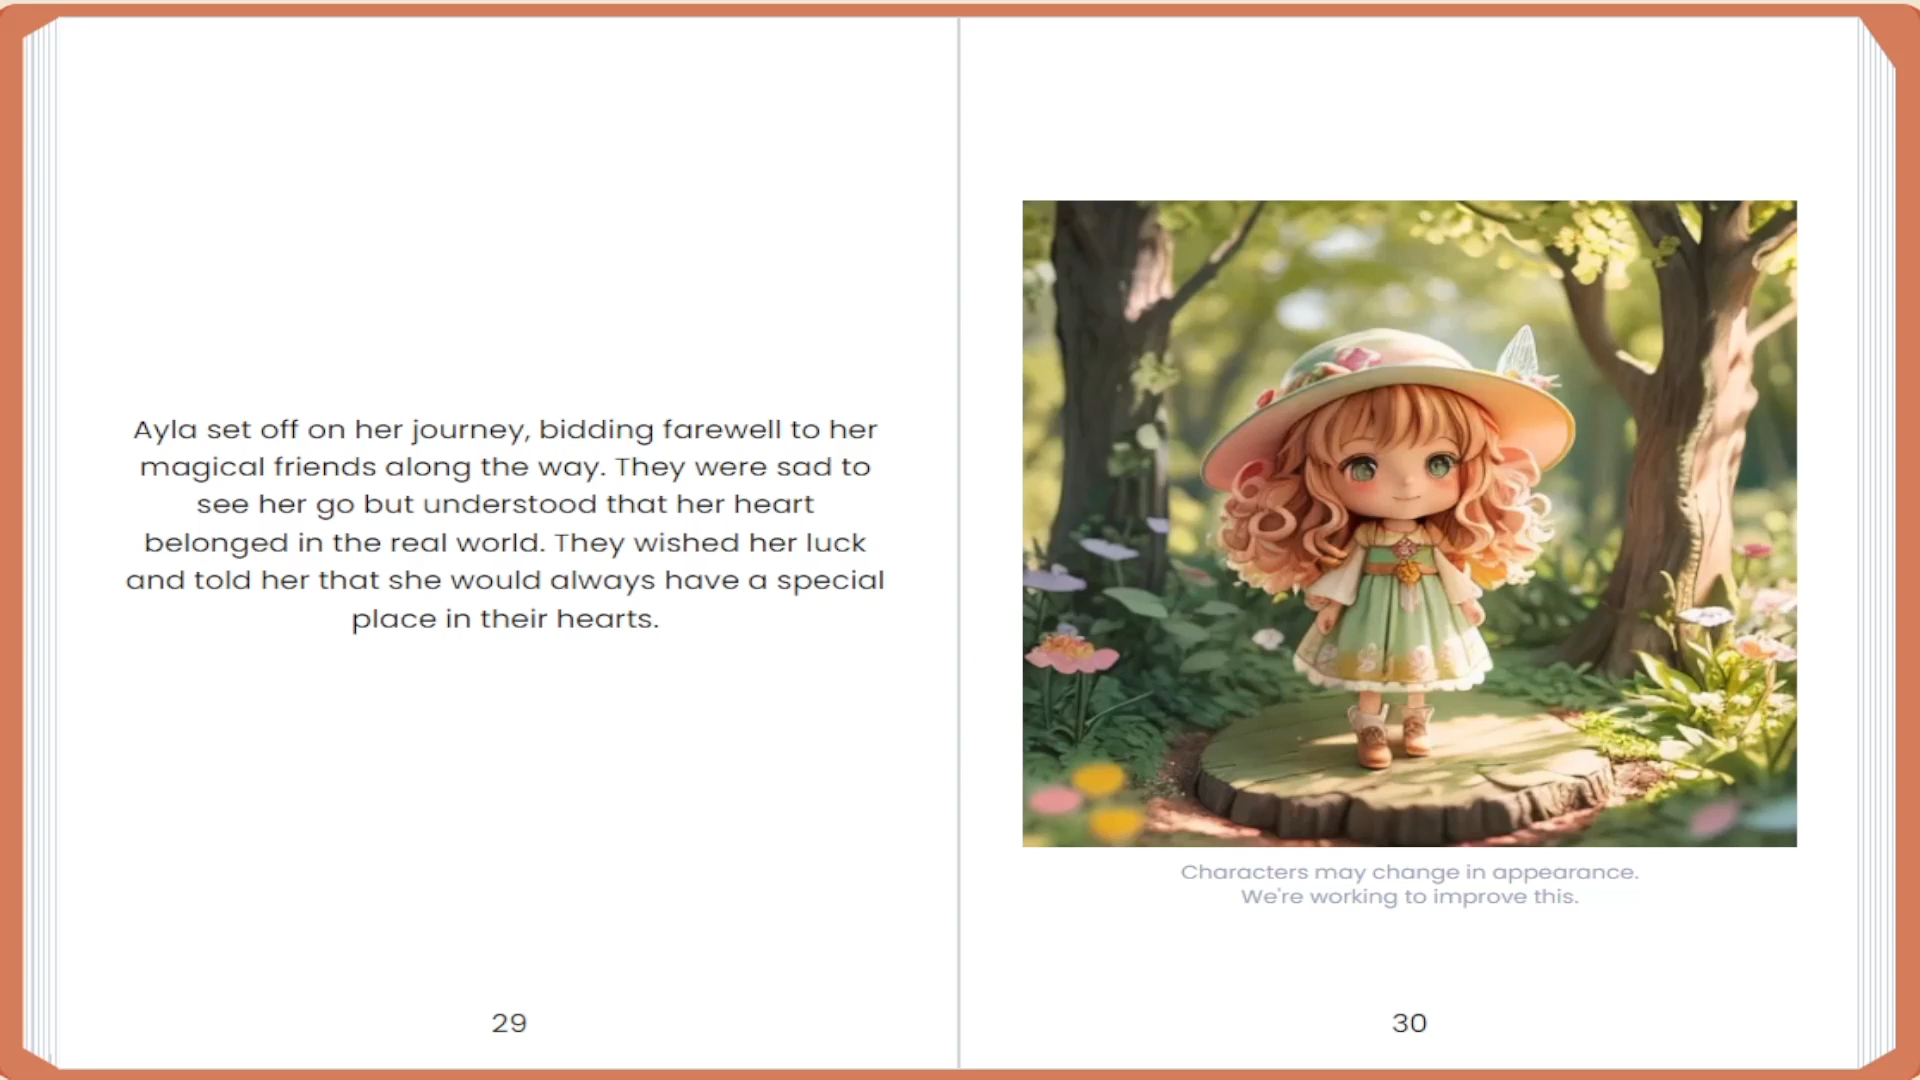 Ayla set off on her journey, bidding farewell to her
magical friends along the way. They were sad to
see her go but understood that her heart
belonged in the real world. They wished her luck
and told her that she would always have a special
place in their hearts.
29
Characters may change in appearance.
We're working to improve this.
30